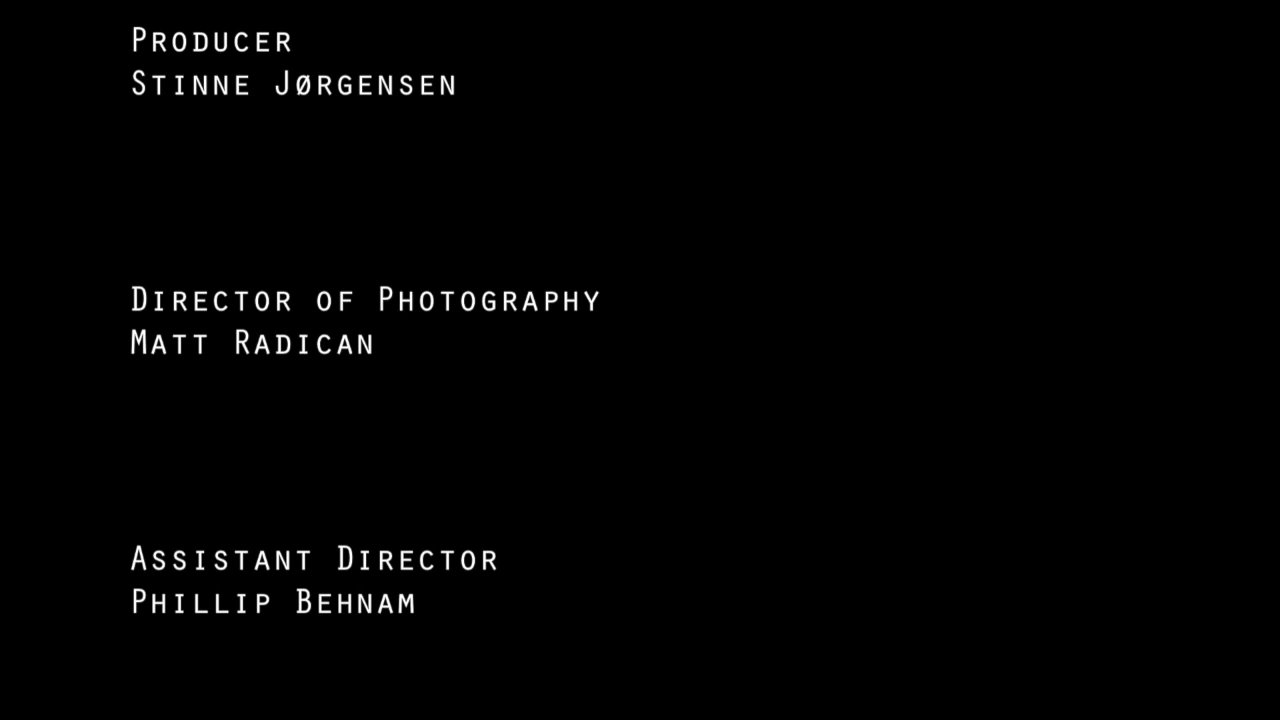 Producer
Stinne Jørgensen
Director of Photography
Matt Radican
Assistant Director
Phillip Behnam